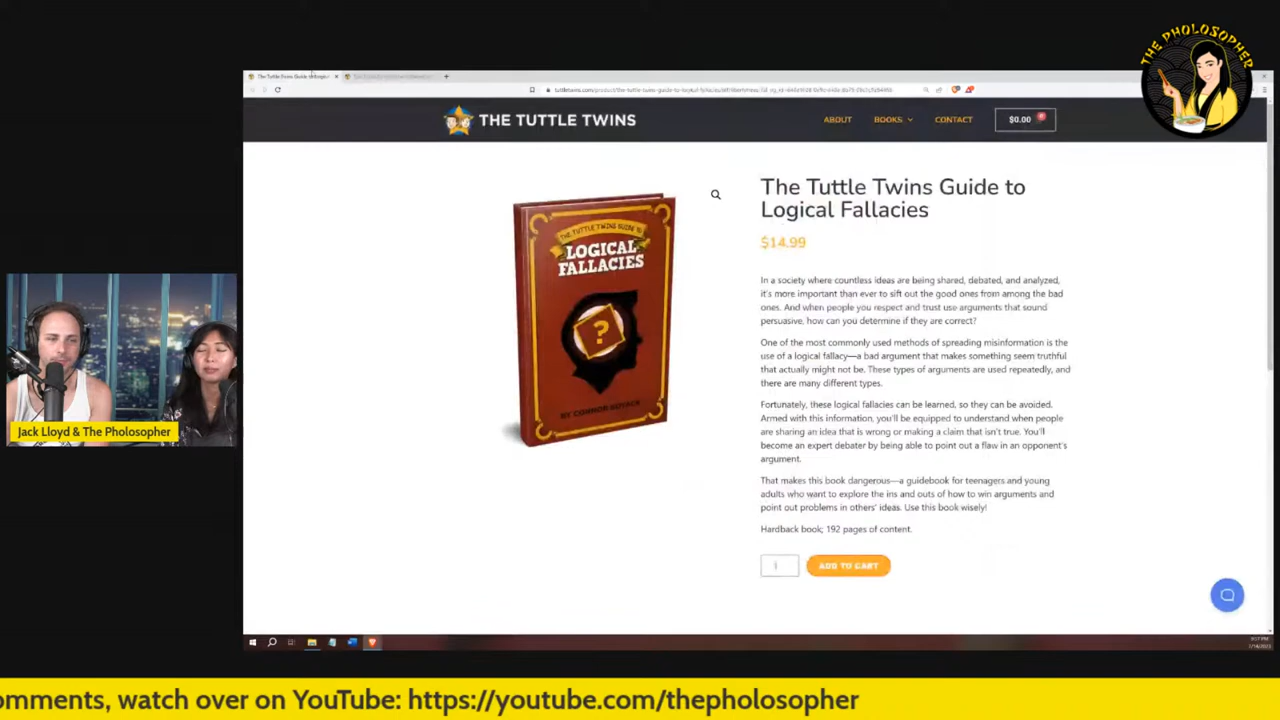 THE PHOLOSOPHER
The Tuttle Twins Guide to Logical
THE TUTTLE TWINS
ABOUT
BOOKS
CONTACT
$0.00
The Tuttle Twins Guide to
Logical Fallacies
$14.99
THE TUTTLE TWINS GUIDE TO
LOGICAL
FALLACIES
?
BY CONNOR BOYACK
In a society where countless ideas are being shared, debated, and analyzed,
it's more important than ever to sift out the good ones from among the bad
ones. And when people you respect and trust use arguments that sound
persuasive, how can you determine if they are correct?
One of the most commonly used methods of spreading misinformation is the
use of a logical fallacy—a bad argument that makes something seem truthful
that actually might not be. These types of arguments are used repeatedly, and
there are many different types.
Fortunately, these logical fallacies can be learned, so they can be avoided.
Armed with this information, you'll be equipped to understand when people
are sharing an idea that is wrong or making a claim that isn't true. You'll
become an expert debater by being able to point out a flaw in an opponent's
argument.
That makes this book dangerous—a guidebook for teenagers and young
adults who want to explore the ins and outs of how to win arguments and
point out problems in others' ideas. Use this book wisely!
Hardback book; 192 pages of content.
1
ADD TO CART
Jack Lloyd & The Pholosopher
omments, watch over on YouTube: https://youtube.com/thepholosopher